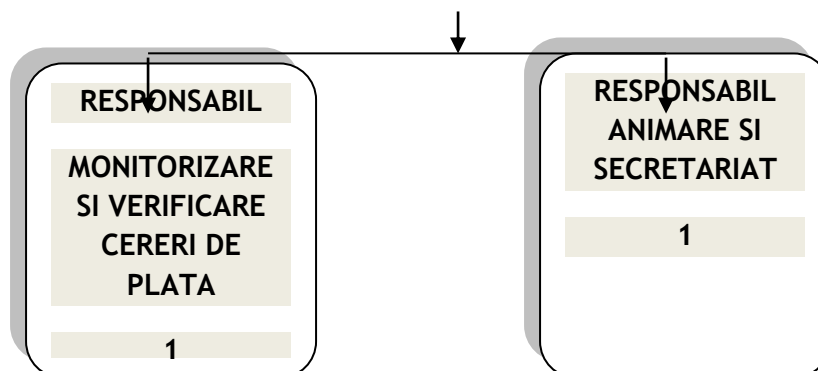 RESPONSABIL
MONITORIZARE
SI VERIFICARE
CERERI DE
PLATA
1
RESPONSABIL
ANIMARE SI
SECRETARIAT
1